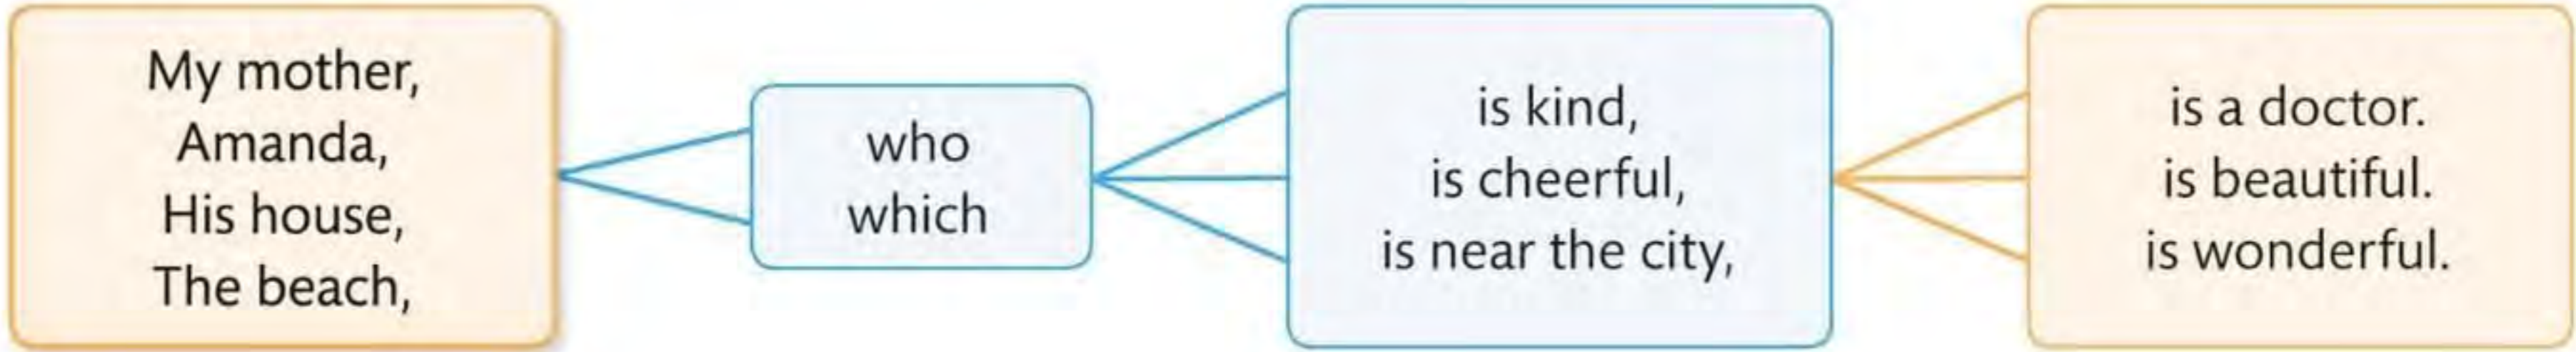 My mother,
Amanda,
His house,
The beach,
who
which
is kind,
is cheerful,
is near the city,
is a doctor.
is beautiful.
is wonderful.